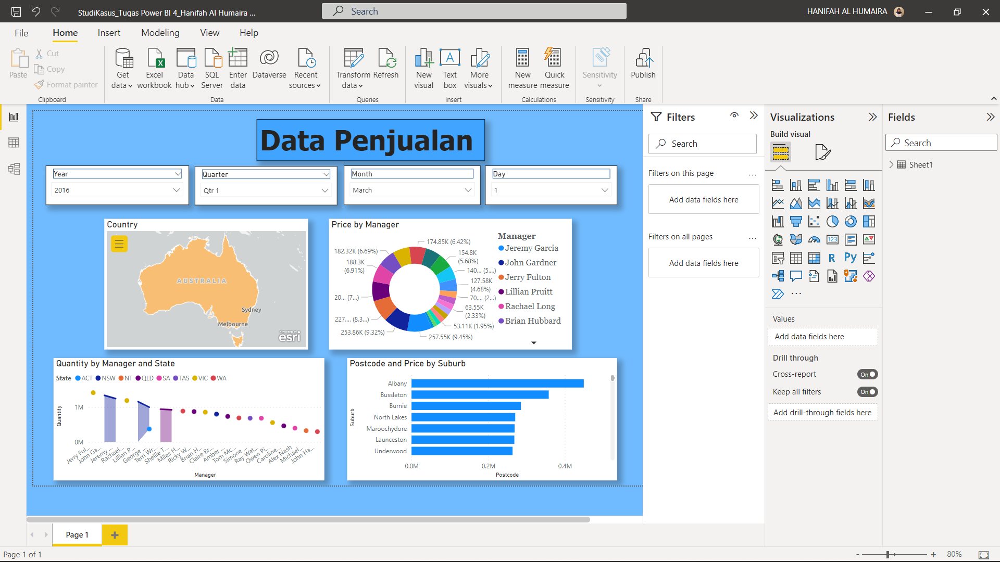 StudiKasus_Tugas Power BI 4_Hanifah Al Humaira ...
Search
HANIFAH AL HUMAIRA
File Home Insert Modeling View Help
Paste
Cut
Copy
Format painter
Clipboard
Get data
Excel workbook
Data hub
SQL Server
Enter data
Dataverse
Recent sources
Data
Transform data
Refresh
Queries
New visual
Text box
More visuals
Insert
New measure
Quick measure
Calculations
Sensitivity
Sensitivity
Publish
Share
Data Penjualan
Year
2016
Quarter
Qtr 1
Month
March
Day
1
Country
AUSTRALIA
Sydney
Melbourne
POWERED BY
esri
Price by Manager
174.85K (6.42%)
182.32K (6.69%)
154.8K (5.68%)
188.3K (6.91%)
140... (5....)
127.58K (4.68%)
20... (7...)
70.... (2...)
63.55K (2.33%)
227.... (8.3...)
53.11K (1.95%)
253.86K (9.32%)
257.55K (9.45%)
Manager
Jeremy Garcia
John Gardner
Jerry Fulton
Lillian Pruitt
Rachael Long
Brian Hubbard
Quantity by Manager and State
State ACT NSW NT QLD SA TAS VIC WA
Quantity
1M
0M
Jerry Ful...
John Ga...
Jeremy ...
Rachael...
Lillian P...
George ...
Terri Wr...
Shellie T...
Miles H...
Ricky W...
Brian H...
Claire Br...
Amber ...
Tom Mc...
Simone ...
Ray Wat...
Owen Pi...
Caroline...
Alex Nash
Michael...
John Ha...
Manager
Postcode and Price by Suburb
Suburb
Albany
Bussleton
Burnie
North Lakes
Maroochydore
Launceston
Underwood
0.0M 0.2M 0.4M
Postcode
Filters
Search
Filters on this page ...
Add data fields here
Filters on all pages ...
Add data fields here
Visualizations
Build visual
123
R
Py
...
Values
Add data fields here
Drill through
Cross-report On
Keep all filters On
Add drill-through fields here
Fields
Search
Sheet1
Page 1
Page 1 of 1
- + 80%